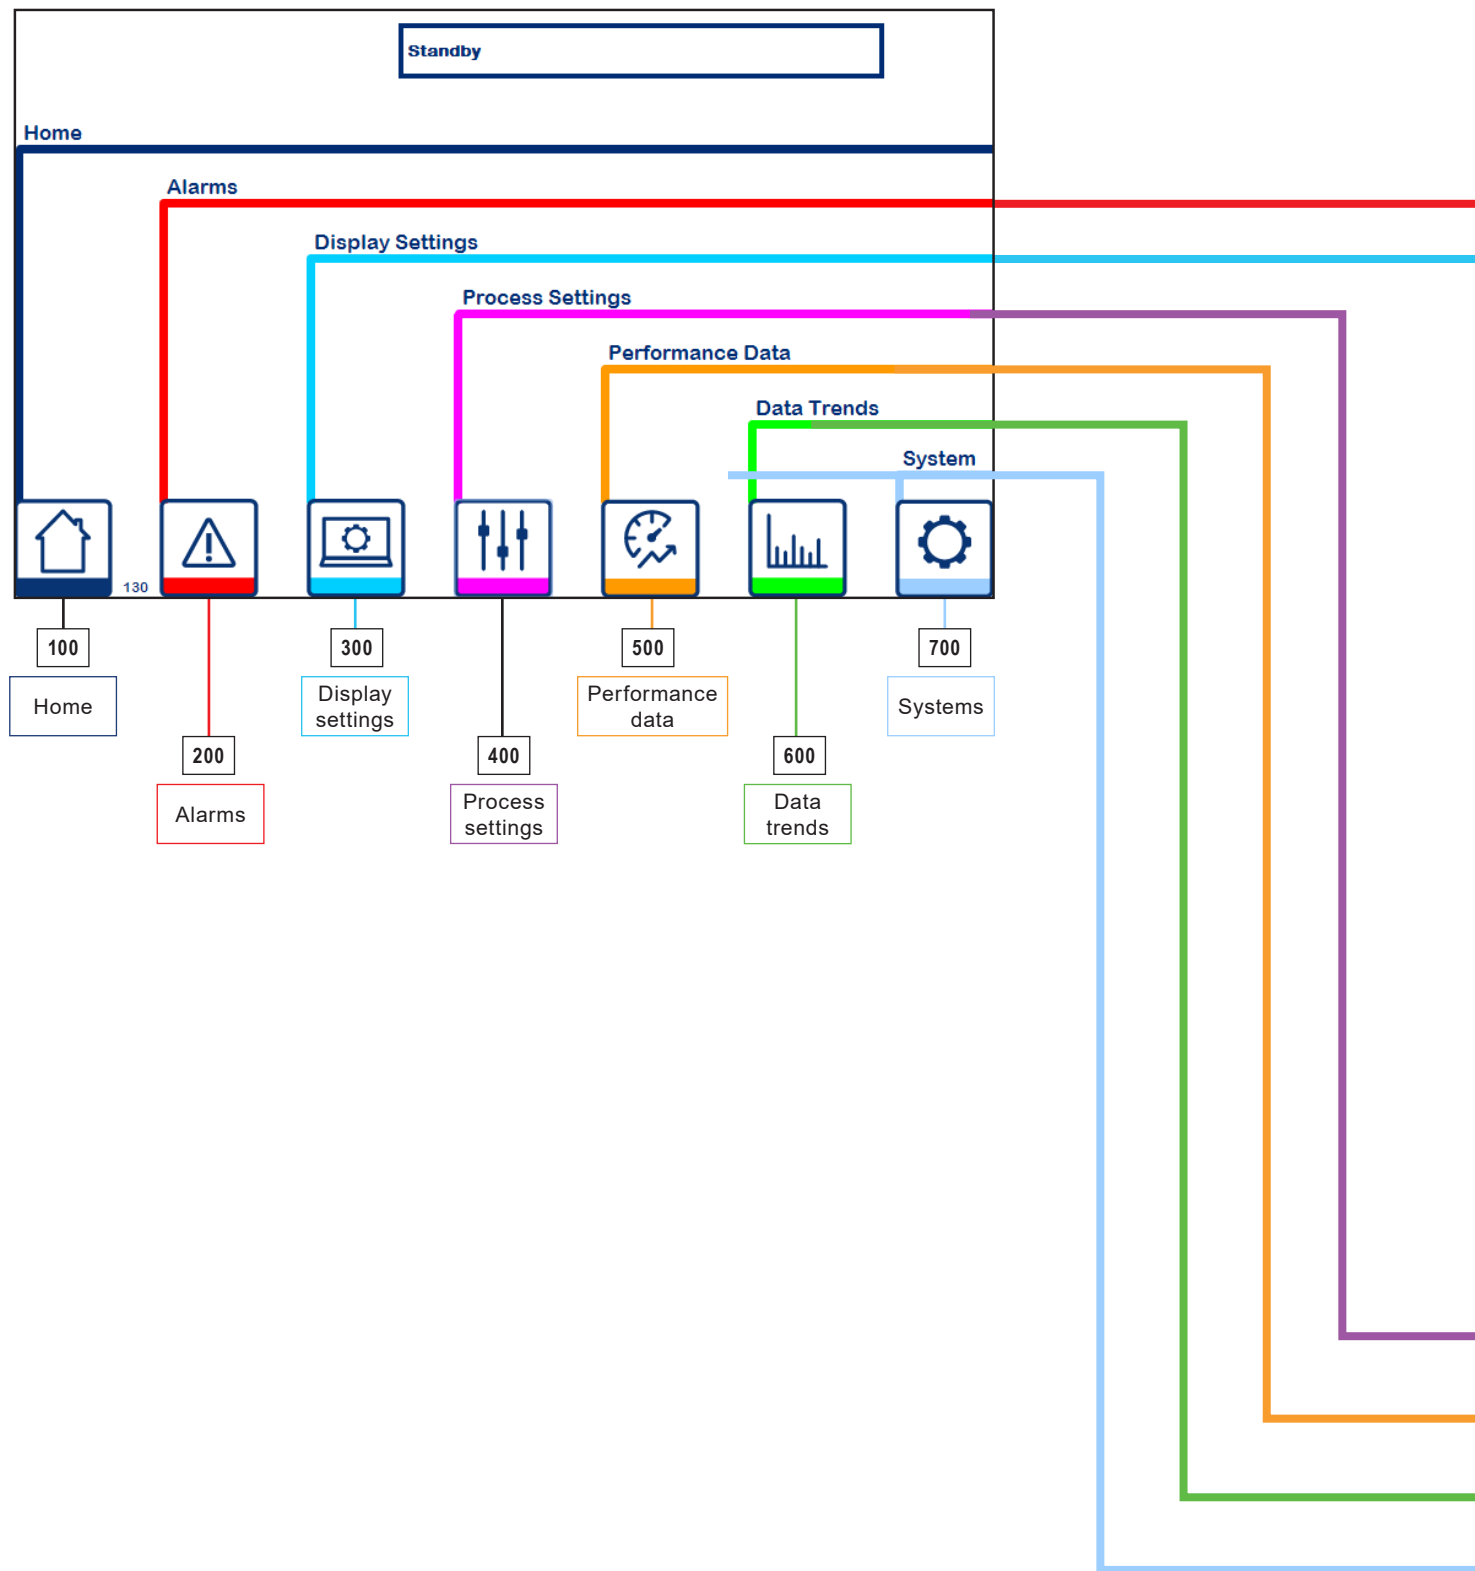 Standby
Home
Alarms
Display Settings
Process Settings
Performance Data
Data Trends
System
130
100
300
500
700
Home
Display
settings
Performance
data
Systems
200
400
600
Alarms
Process
settings
Data
trends